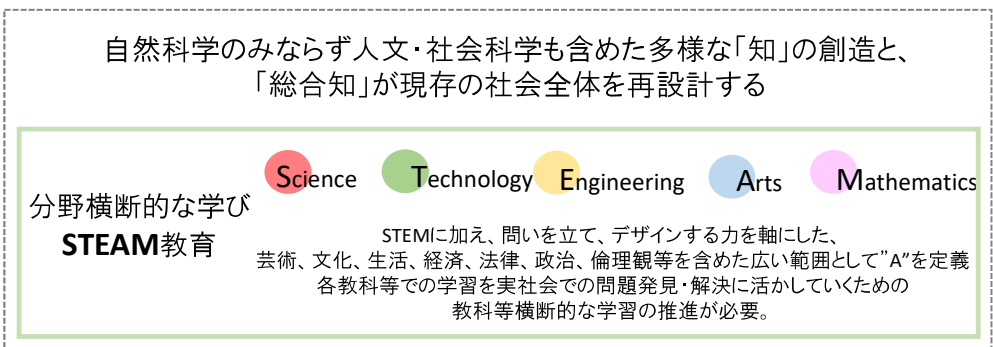 自然科学のみならず人文・社会科学も含めた多様な「知」の創造と、
「総合知」が現存の社会全体を再設計する
分野横断的な学び
STEAM教育
Science Technology Engineering Arts Mathematics
STEMに加え、問いを立て、デザインする力を軸にした、
芸術、文化、生活、経済、法律、政治、倫理観等を含めた広い範囲として”A”を定義
各教科等での学習を実社会での問題発見・解決に活かしていくための
教科等横断的な学習の推進が必要。